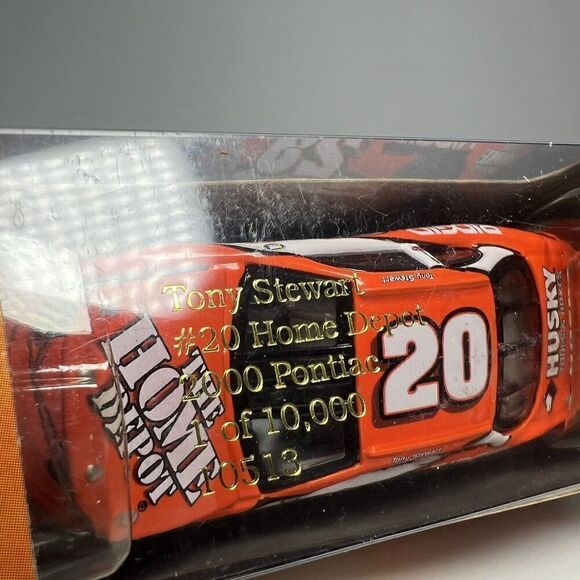 Tony Stewart
#20 Home Depot
2000 Pontiac
1 of 10,000
10513
THE
HOME
DEPOT
®
20
Tony Stewart
Tony Stewart
HUSKY